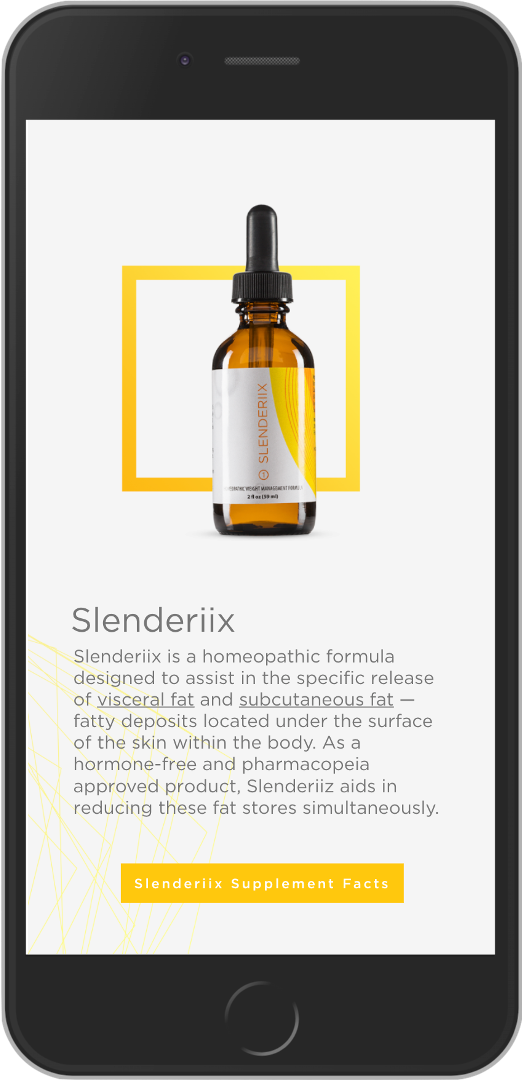 SLENDERIIX
WEIGHT MANAGEMENT
2 fl oz (59 ml)
Slenderiix
Slenderiix is a homeopathic formula
designed to assist in the specific release
of visceral fat and subcutaneous fat —
fatty deposits located under the surface
of the skin within the body. As a
hormone-free and pharmacopeia
approved product, Slenderiiz aids in
reducing these fat stores simultaneously.
Slenderiix Supplement Facts